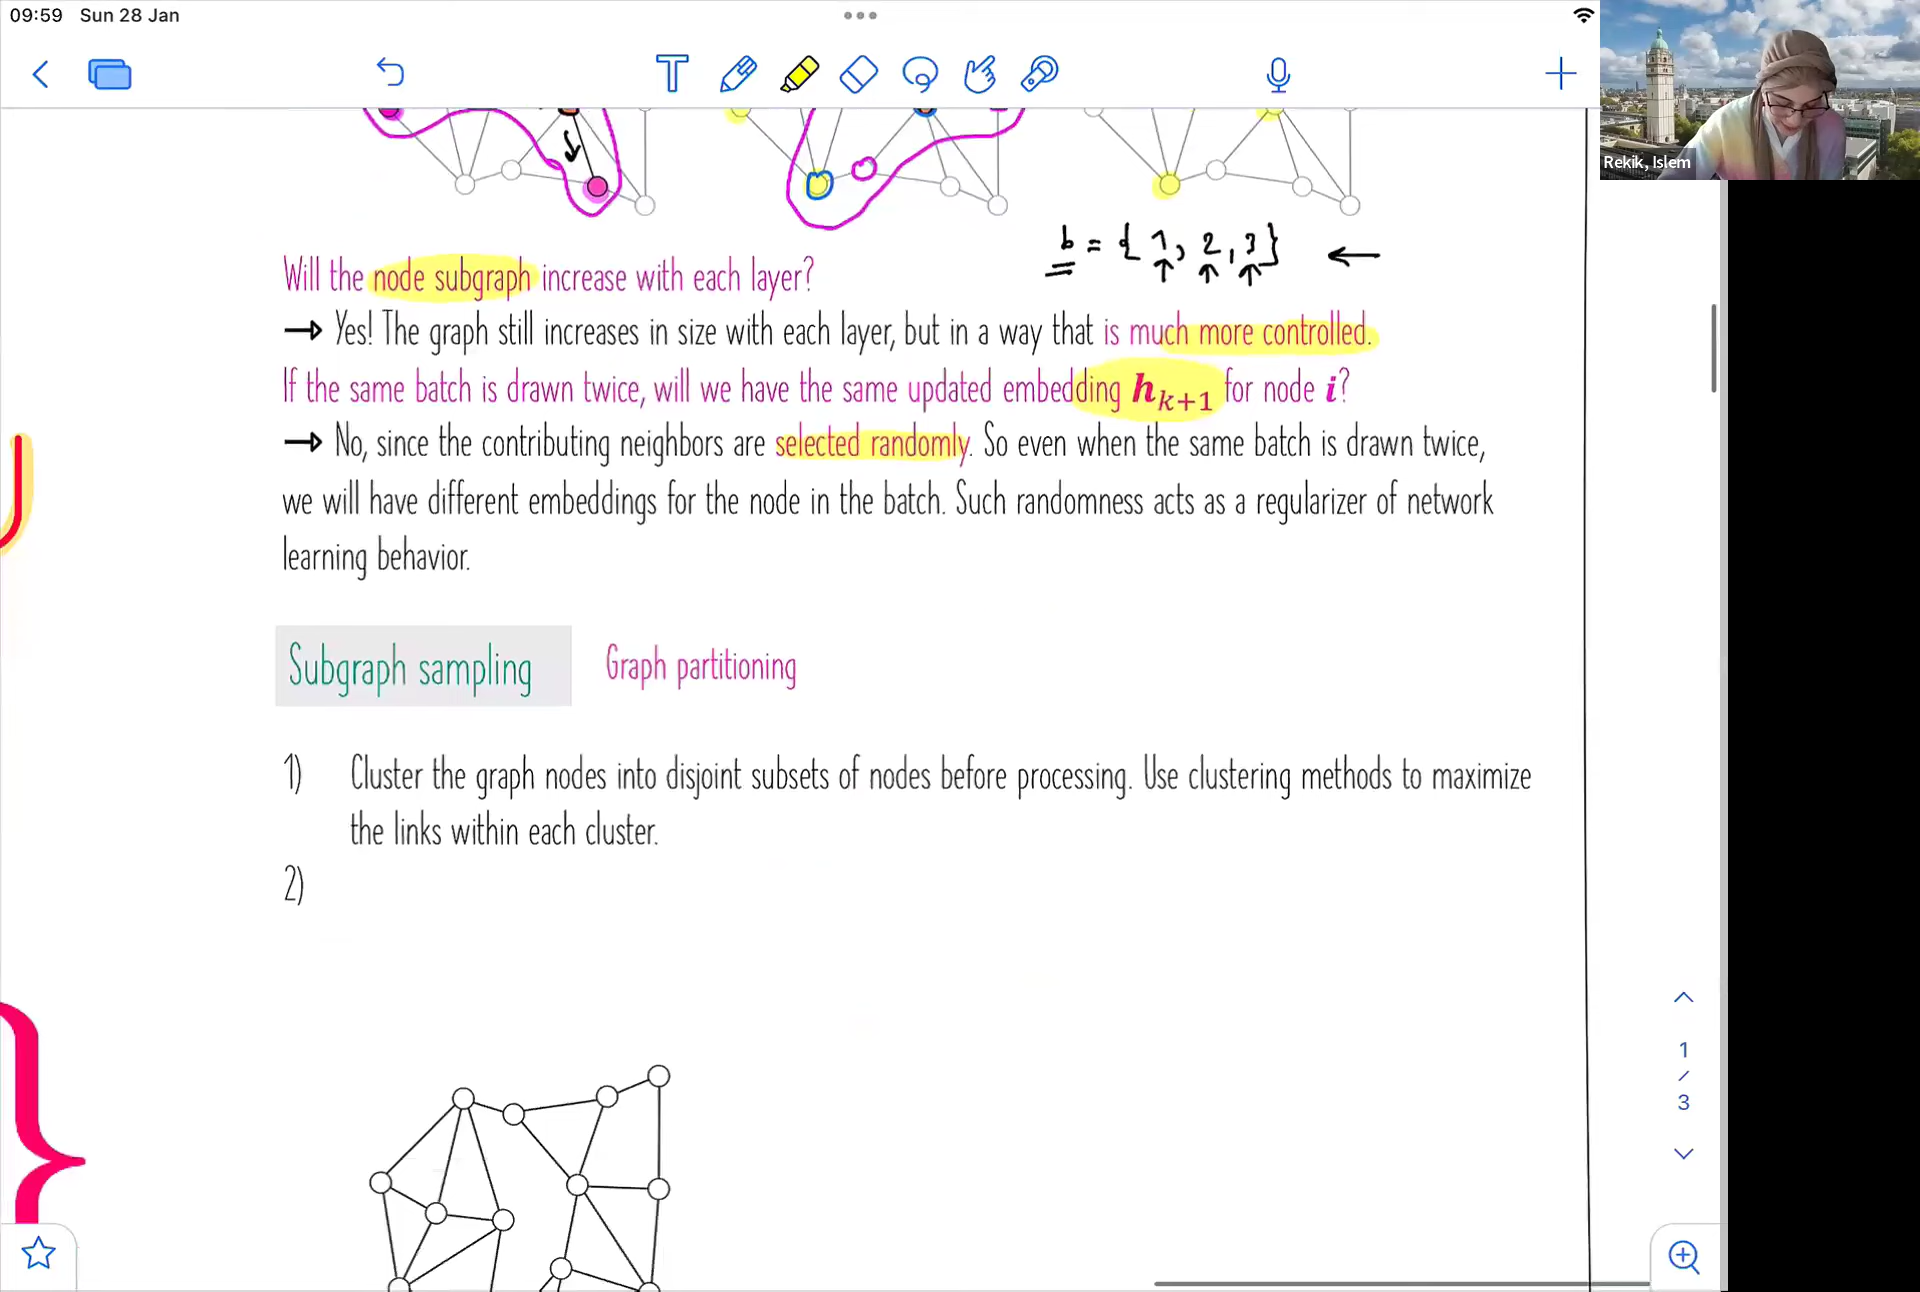 09:59 Sun 28 Jan
T
Rekik, Islem
b = { 1, 2, 3 } ←
Will the node subgraph increase with each layer?
→ Yes! The graph still increases in size with each layer, but in a way that is much more controlled.
If the same batch is drawn twice, will we have the same updated embedding h_{k+1} for node i?
→ No, since the contributing neighbors are selected randomly. So even when the same batch is drawn twice,
we will have different embeddings for the node in the batch. Such randomness acts as a regularizer of network
learning behavior.
Subgraph sampling Graph partitioning
1) Cluster the graph nodes into disjoint subsets of nodes before processing. Use clustering methods to maximize
the links within each cluster.
2)
1
/
3